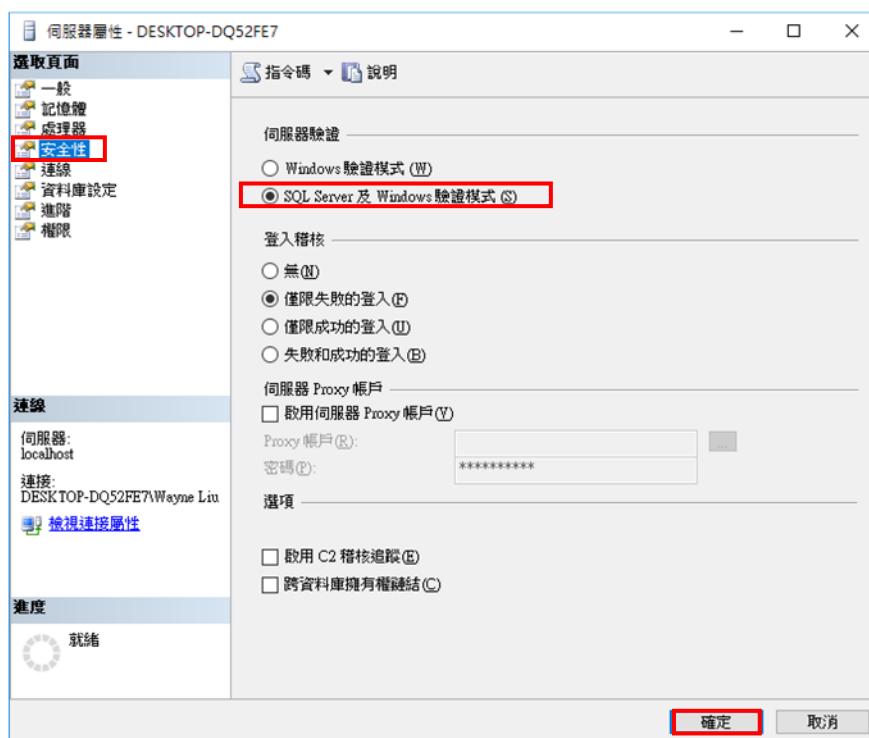 伺服器屬性 - DESKTOP-DQ52FE7
選取頁面
一般
記憶體
處理器
安全性
連線
資料庫設定
進階
權限
連線
伺服器:
localhost
連接:
DESKTOP-DQ52FE7\Wayne Liu
檢視連接屬性
進度
就緒
指令碼 說明
伺服器驗證
Windows 驗證模式 (W)
SQL Server 及 Windows 驗證模式 (S)
登入稽核
無(N)
僅限失敗的登入(F)
僅限成功的登入(U)
失敗和成功的登入(B)
伺服器 Proxy 帳戶
啟用伺服器 Proxy 帳戶(V)
Proxy 帳戶(R):
...
密碼(P): **********
選項
啟用 C2 稽核追蹤(E)
跨資料庫擁有權鏈結(C)
確定 取消